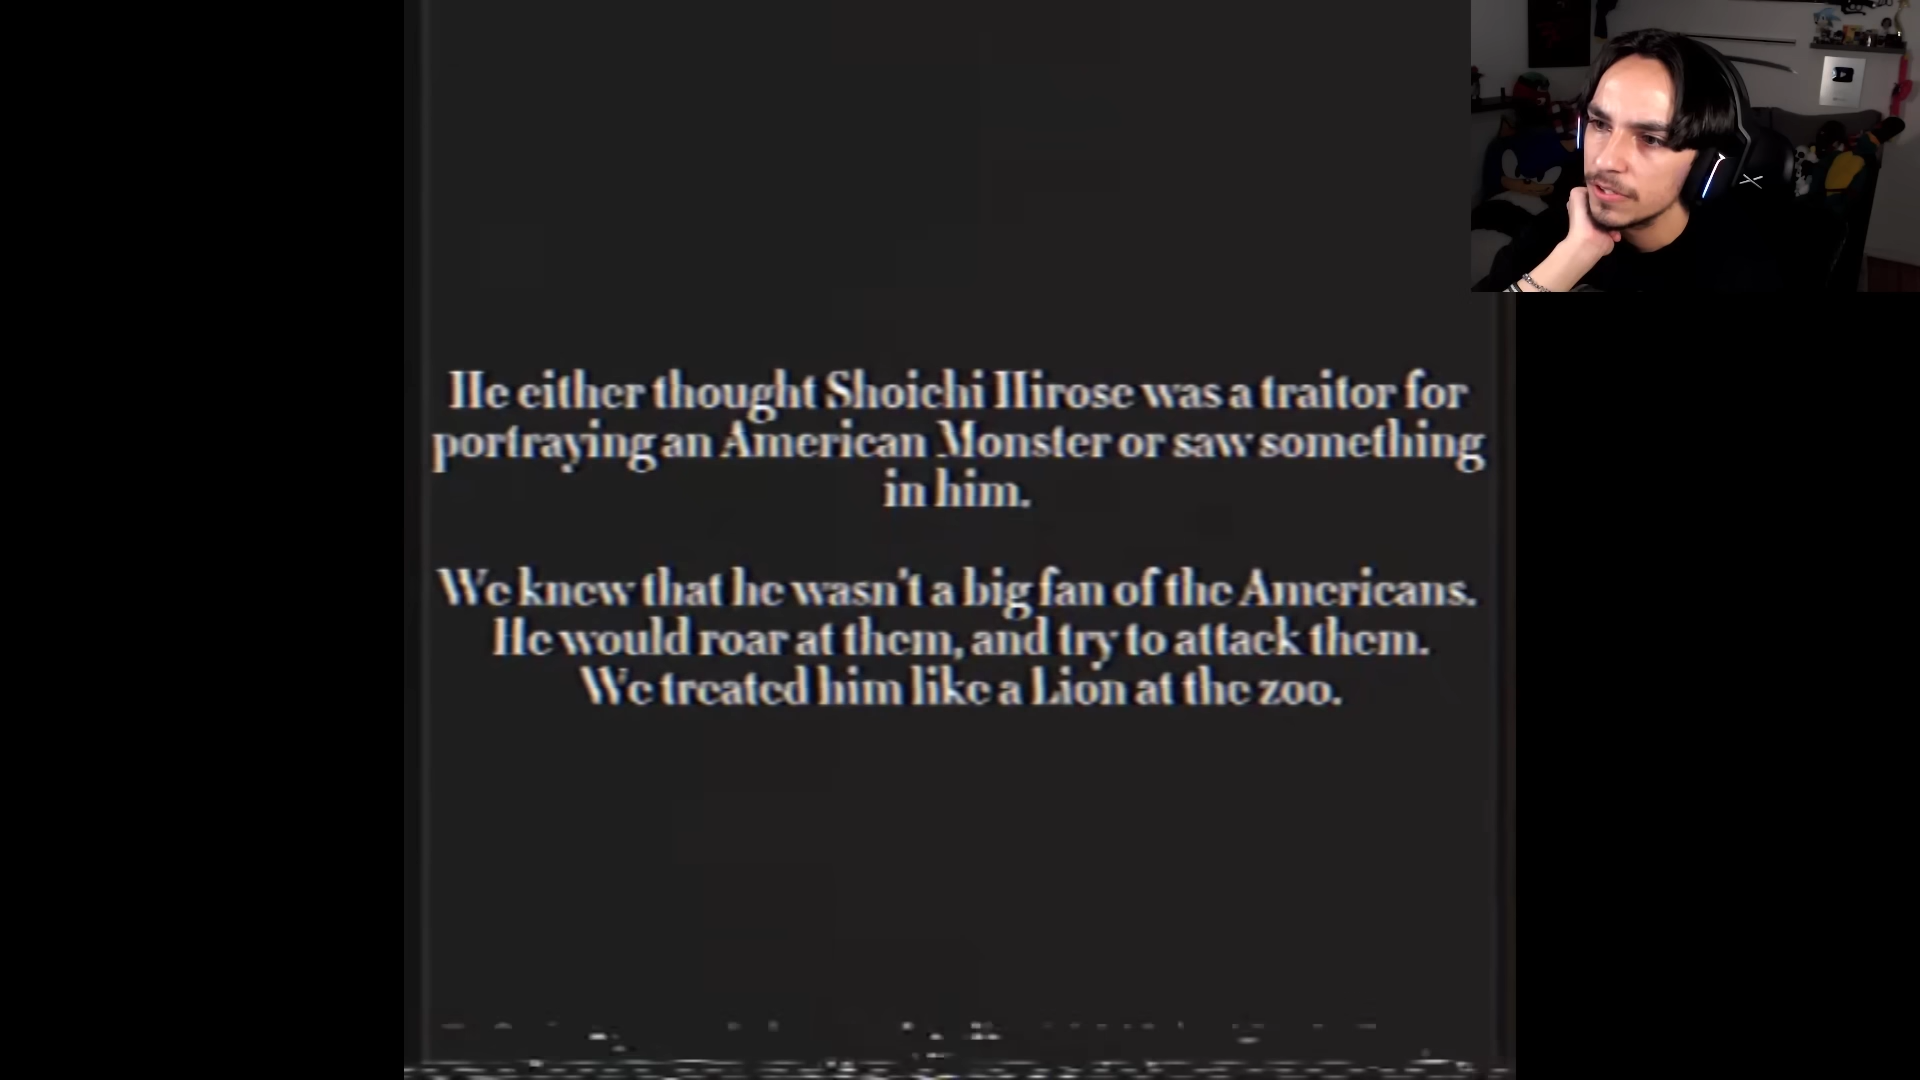 He either thought Shoichi Hirose was a traitor for
portraying an American Monster or saw something
in him.
We knew that he wasn't a big fan of the Americans.
He would roar at them, and try to attack them.
We treated him like a Lion at the zoo.